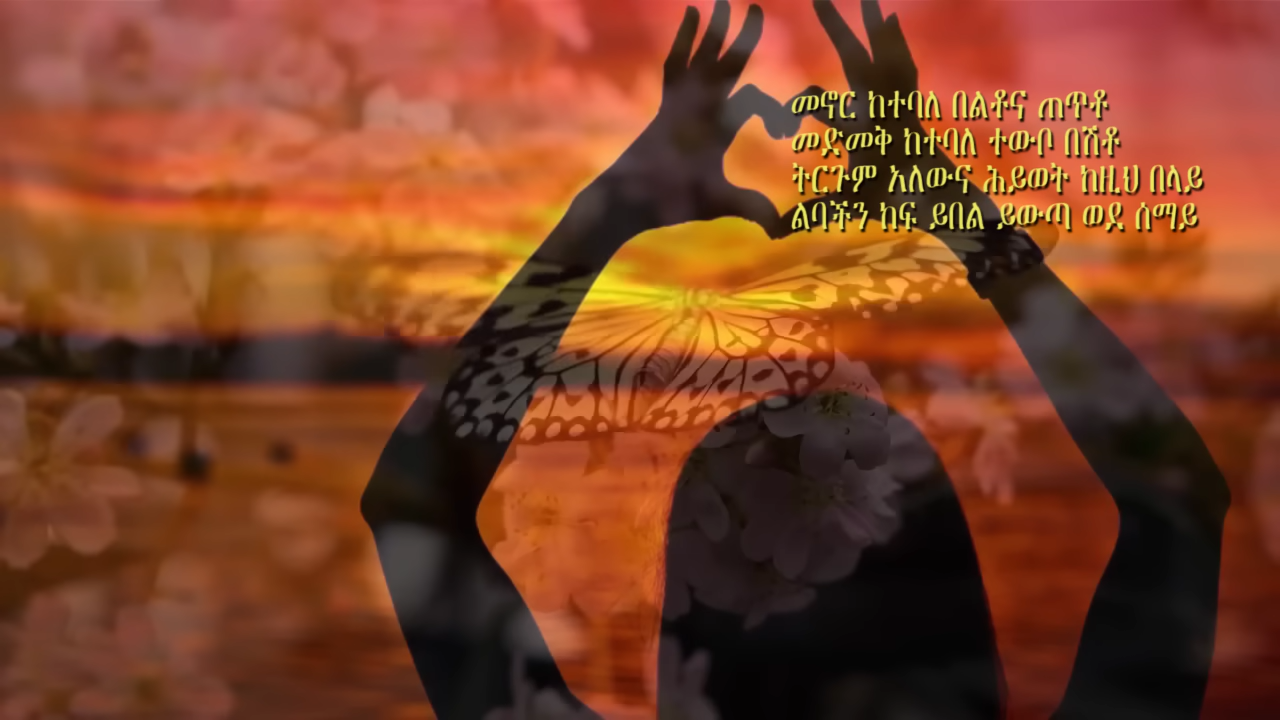 መኖር ከተባለ በልቶና ጠጥቶ
መድመቅ ከተባለ ተውቦ በሽቶ
ትርጉም አለውና ሕይወት ከዚህ በላይ
ልባችን ከፍ ይበል ይውጣ ወደ ሰማይ